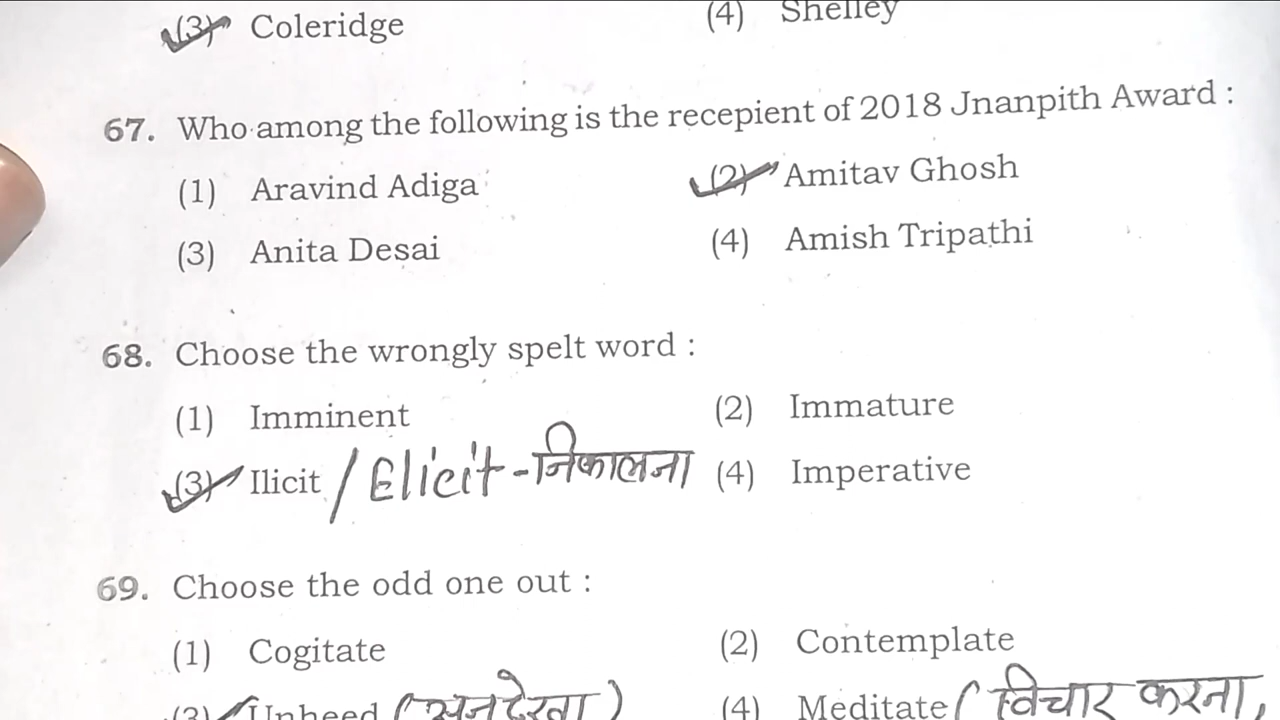 (3) Coleridge (4) Shelley
67. Who among the following is the recepient of 2018 Jnanpith Award :
(1) Aravind Adiga (2) Amitav Ghosh
(3) Anita Desai (4) Amish Tripathi
68. Choose the wrongly spelt word :
(1) Imminent (2) Immature
(3) Ilicit / Elicit - निकालना (4) Imperative
69. Choose the odd one out :
(1) Cogitate (2) Contemplate
(3) Unheed (अनदेखा) (4) Meditate ( विचार करना,